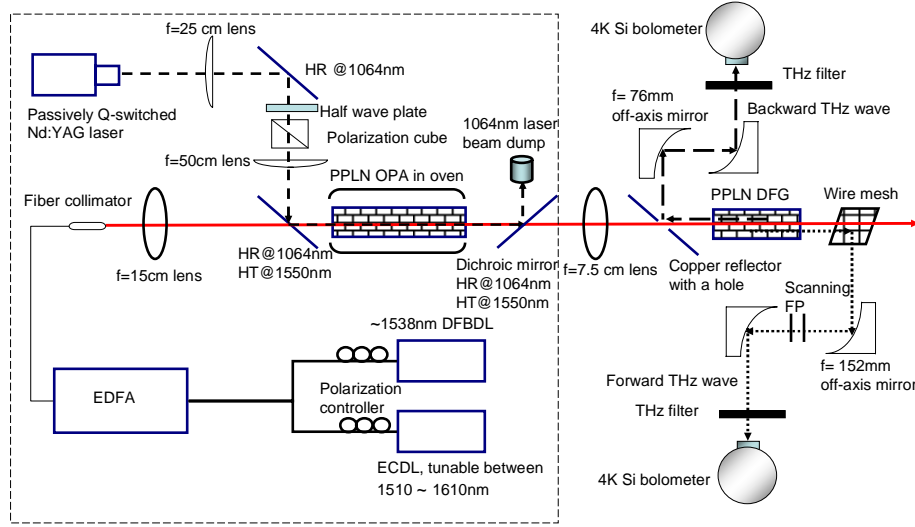 f=25 cm lens
HR @1064nm
Passively Q-switched
Nd:YAG laser
Half wave plate
Polarization cube
f=50cm lens
1064nm laser
beam dump
PPLN OPA in oven
Fiber collimator
f=15cm lens
HR@1064nm
HT@1550nm
Dichroic mirror
HR@1064nm
HT@1550nm
f=7.5 cm lens
~1538nm DFBDL
EDFA
Polarization
controller
ECDL, tunable between
1510 ~ 1610nm
4K Si bolometer
THz filter
f= 76mm
off-axis mirror
Backward THz wave
PPLN DFG
Wire mesh
Copper reflector
with a hole
Scanning
FP
f= 152mm
off-axis mirror
Forward THz wave
THz filter
4K Si bolometer